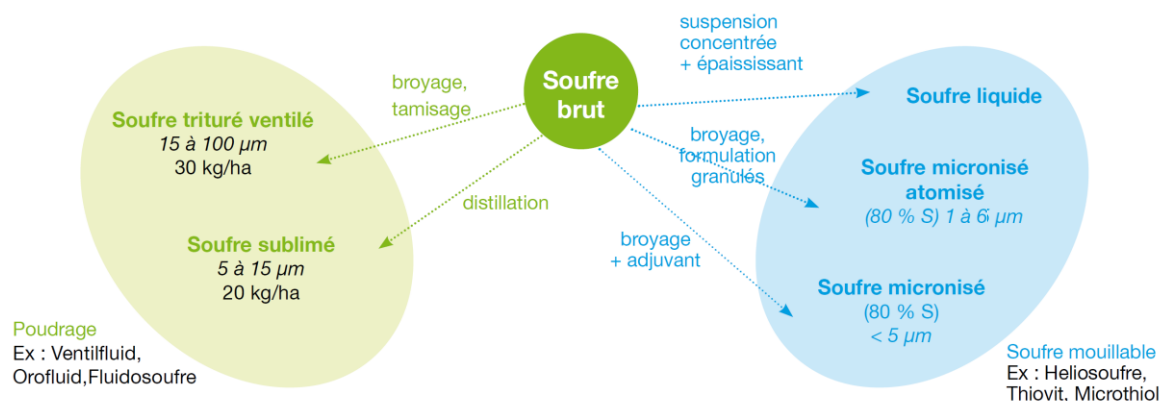 Soufre
brut
broyage,
tamisage
Soufre trituré ventilé
15 à 100 µm
30 kg/ha
distillation
Soufre sublimé
5 à 15 µm
20 kg/ha
Poudrage
Ex : Ventilfluid,
Orofluid,Fluidosoufre
suspension
concentrée
+ épaississant
Soufre liquide
broyage,
formulation
granulés
Soufre micronisé
atomisé
(80 % S) 1 à 6 µm
broyage
+ adjuvant
Soufre micronisé
(80 % S)
< 5 µm
Soufre mouillable
Ex : Heliosoufre,
Thiovit, Microthiol